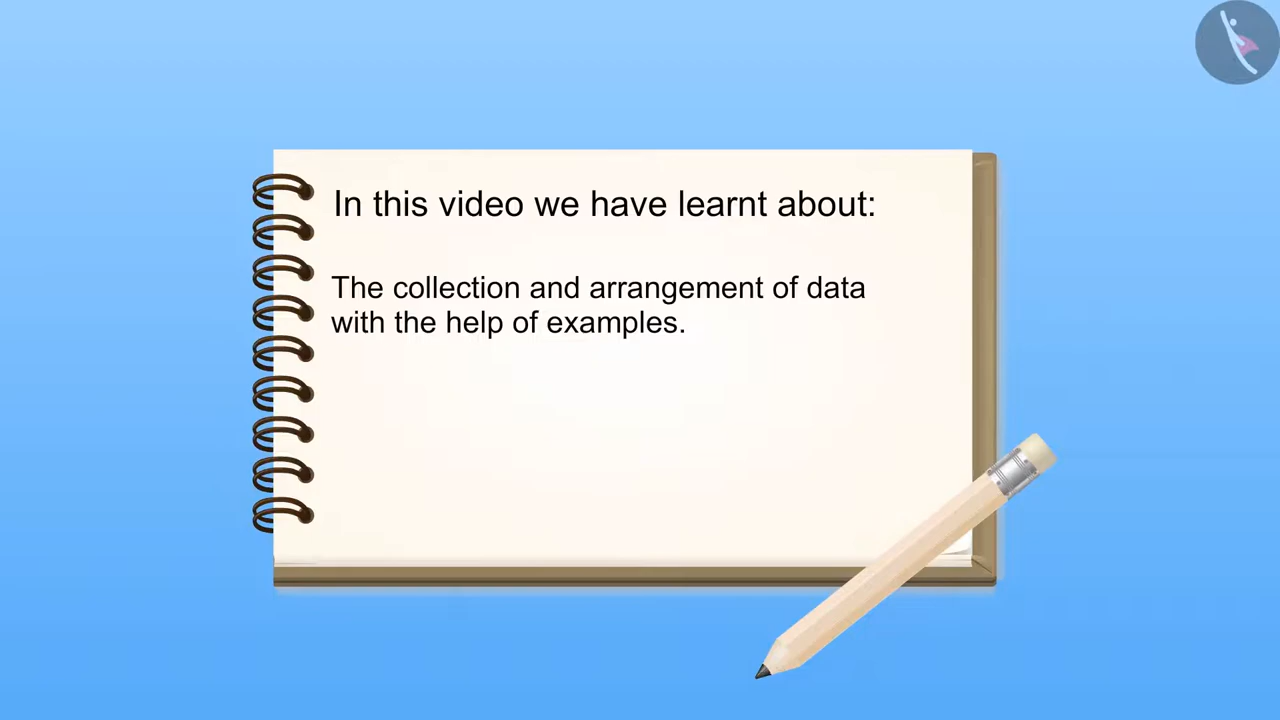 In this video we have learnt about:
The collection and arrangement of data
with the help of examples.